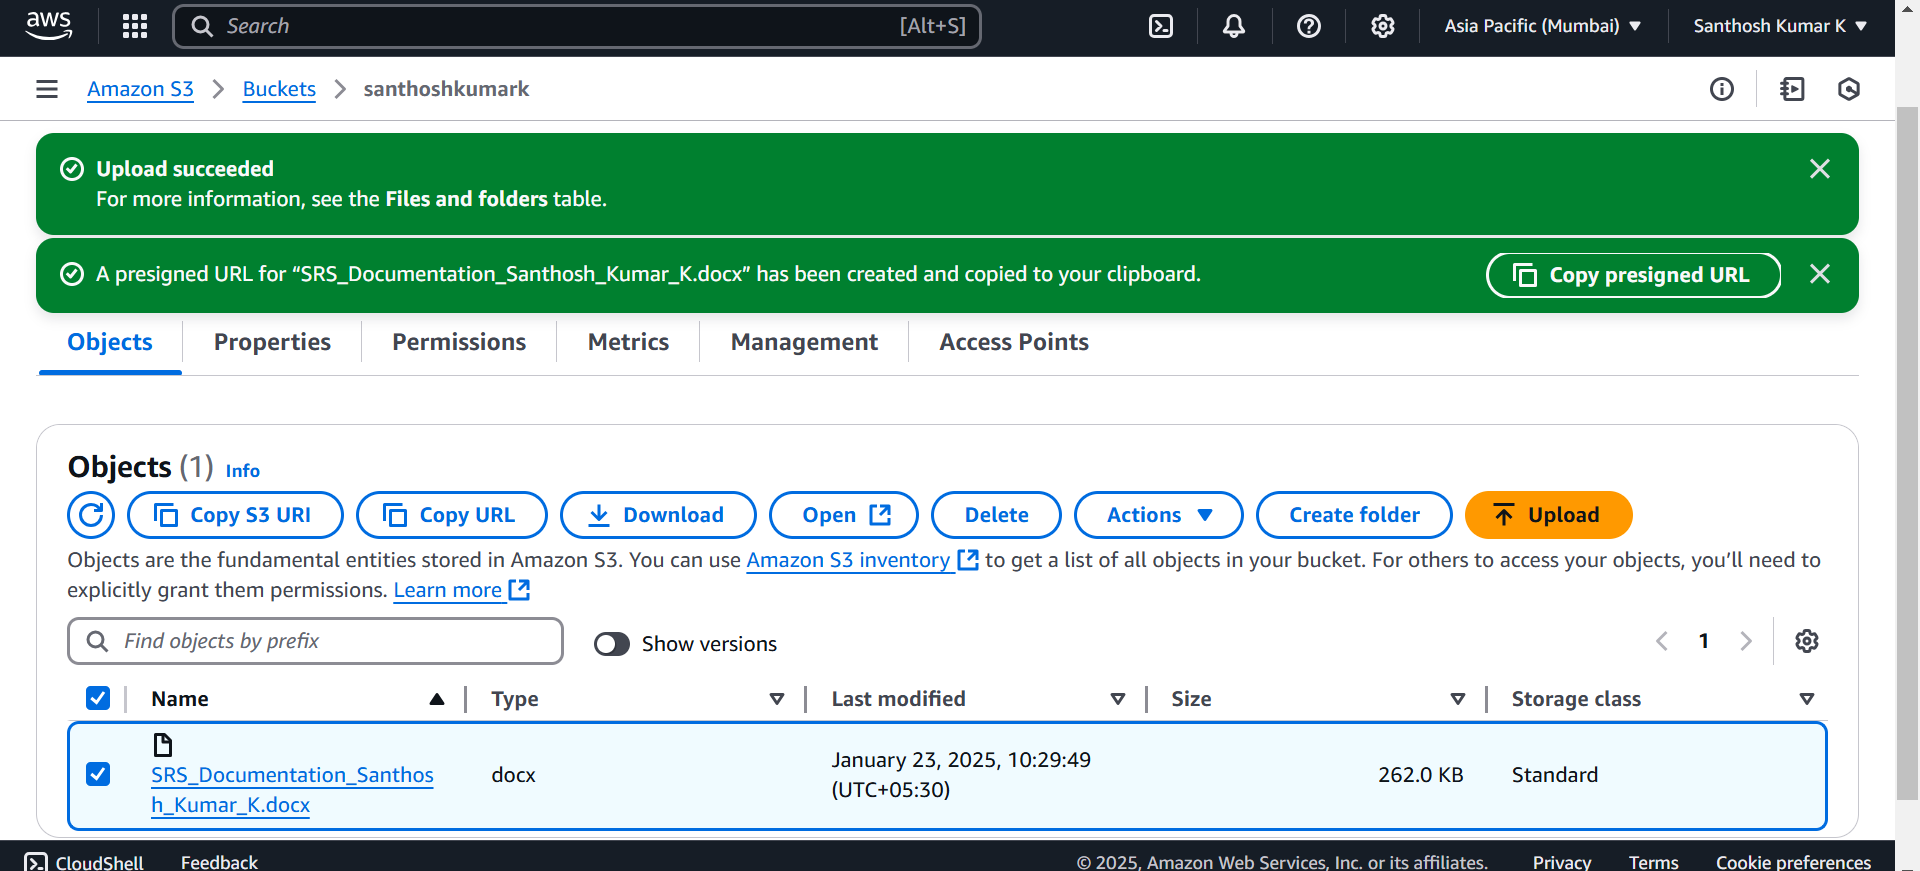 aws
Search
[Alt+S]
Asia Pacific (Mumbai)
Santhosh Kumar K
Amazon S3
Buckets
santhoshkumark
Upload succeeded
For more information, see the Files and folders table.
A presigned URL for “SRS_Documentation_Santhosh_Kumar_K.docx” has been created and copied to your clipboard.
Copy presigned URL
Objects
Properties
Permissions
Metrics
Management
Access Points
Objects (1) Info
Copy S3 URI
Copy URL
Download
Open
Delete
Actions
Create folder
Upload
Objects are the fundamental entities stored in Amazon S3. You can use Amazon S3 inventory to get a list of all objects in your bucket. For others to access your objects, you’ll need to
explicitly grant them permissions. Learn more
Find objects by prefix
Show versions
1
Name
Type
Last modified
Size
Storage class
SRS_Documentation_Santhos
h_Kumar_K.docx
docx
January 23, 2025, 10:29:49
(UTC+05:30)
262.0 KB
Standard
CloudShell
Feedback
© 2025, Amazon Web Services, Inc. or its affiliates.
Privacy
Terms
Cookie preferences